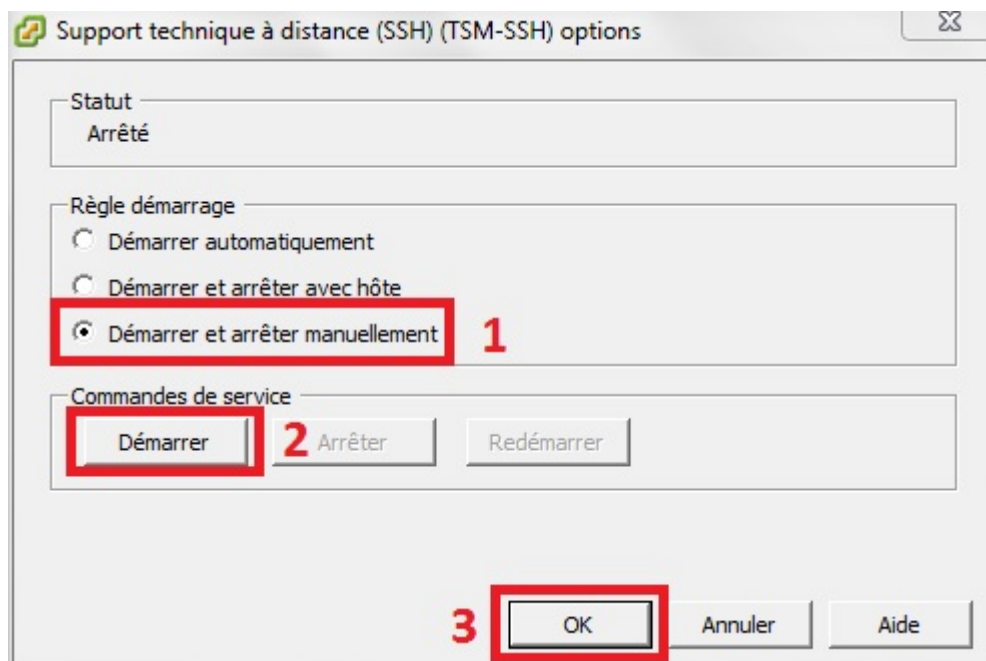 Support technique à distance (SSH) (TSM-SSH) options
Statut
Arrêté
Règle démarrage
Démarrer automatiquement
Démarrer et arrêter avec hôte
Démarrer et arrêter manuellement 1
Commandes de service
Démarrer 2 Arrêter Redémarrer
3 OK Annuler Aide